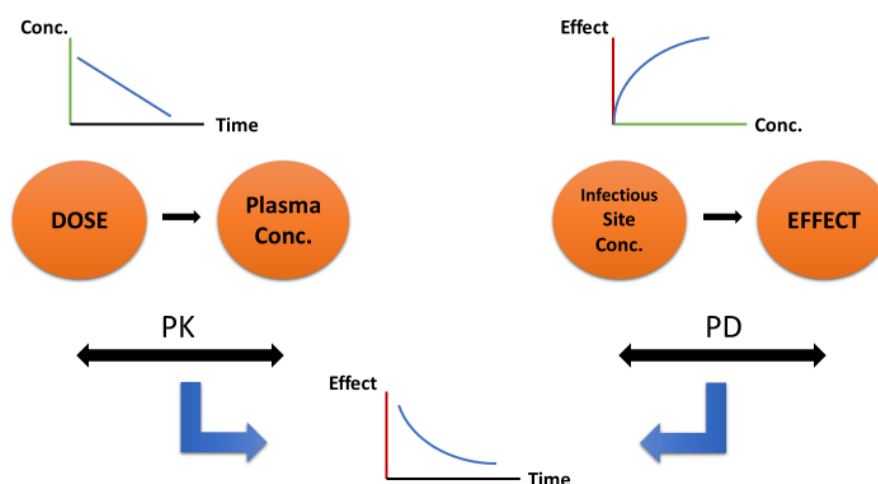 Conc.
Time
Effect
Conc.
DOSE
Plasma
Conc.
Infectious
Site
Conc.
EFFECT
PK
PD
Effect
Time